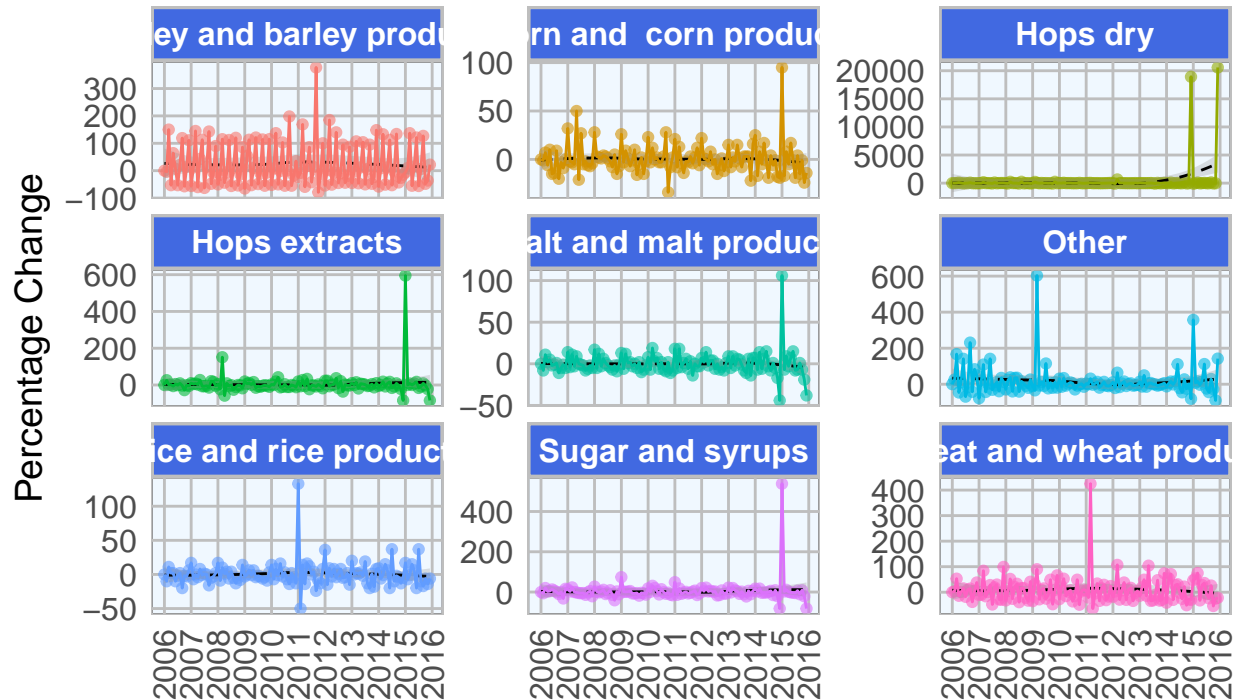 ey and barley produ
rn and  corn produc
Hops dry
300
200
100
0
−100
100
50
0
20000
15000
10000
5000
0
Percentage Change
Hops extracts
alt and malt produc
Other
600
400
200
0
100
50
0
−50
600
400
200
0
ice and rice product
Sugar and syrups
eat and wheat produ
100
50
0
−50
400
200
0
400
300
200
100
0
2006 2007 2008 2009 2010 2011 2012 2013 2014 2015 2016
2006 2007 2008 2009 2010 2011 2012 2013 2014 2015 2016
2006 2007 2008 2009 2010 2011 2012 2013 2014 2015 2016